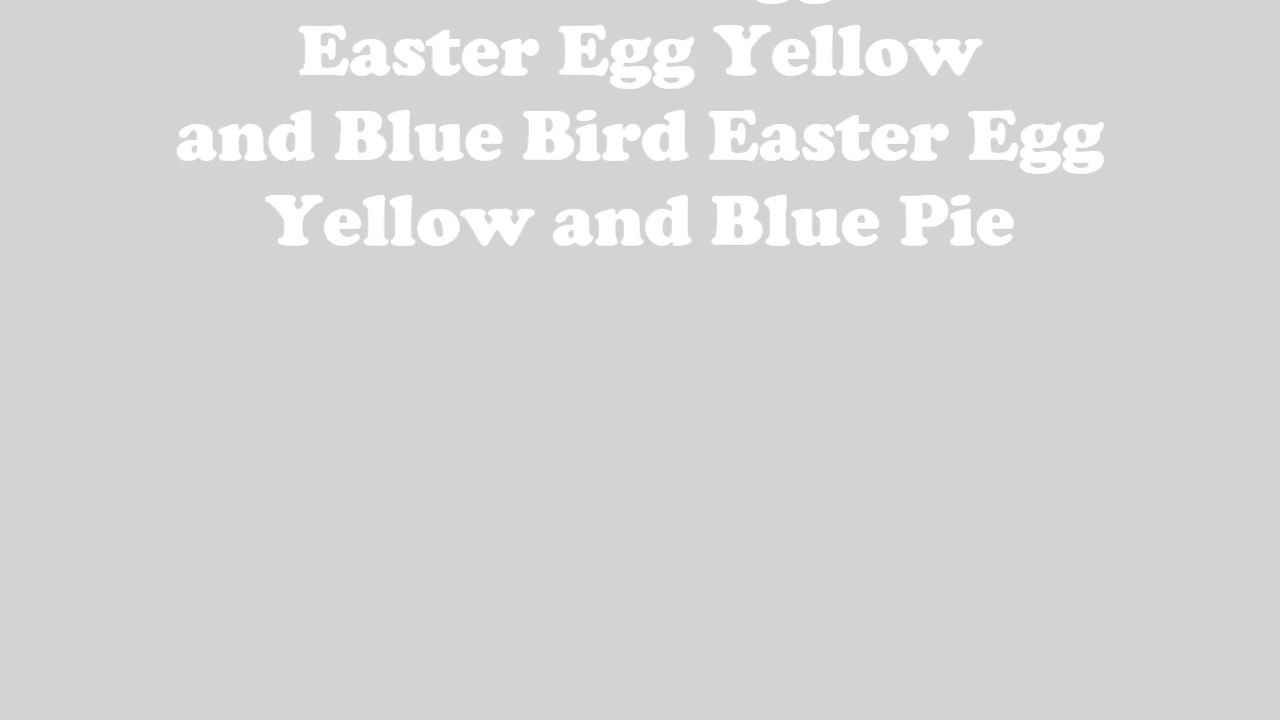 Easter Egg Yellow
and Blue Bird Easter Egg
Yellow and Blue Pie